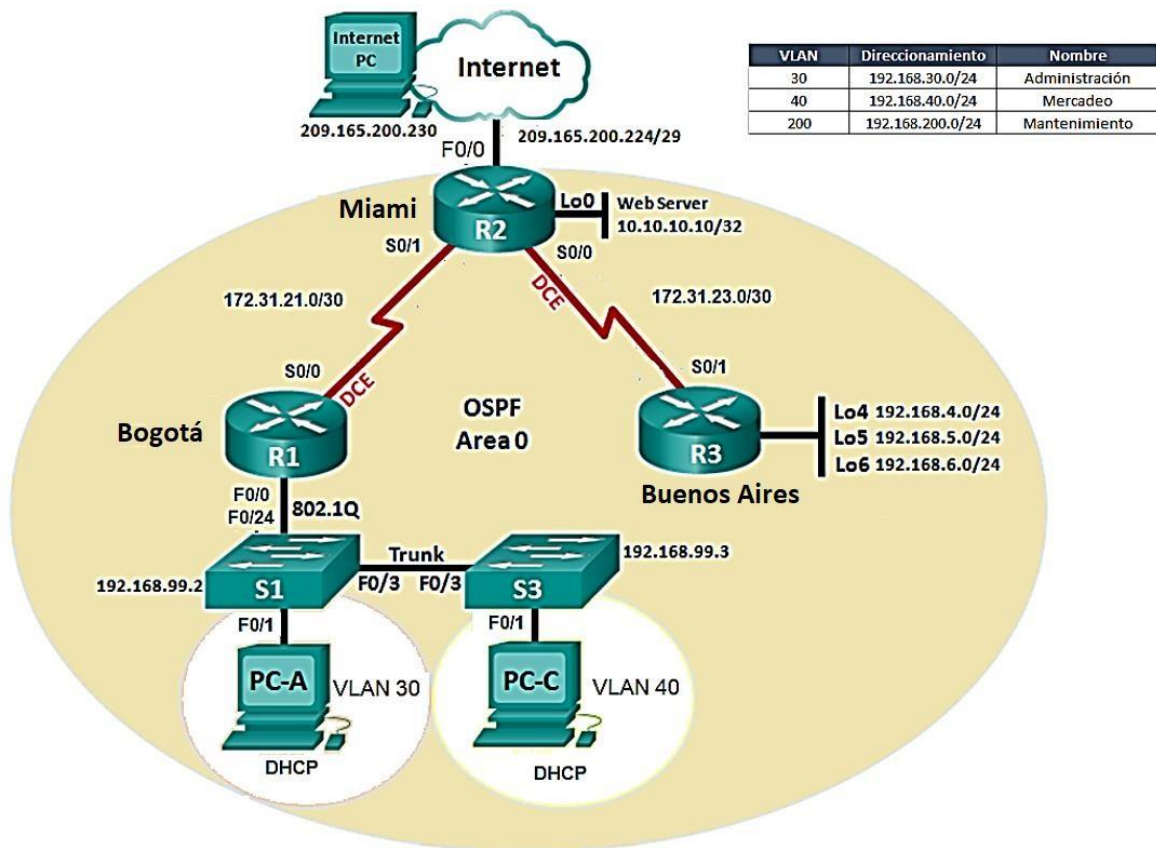 Internet
PC
Internet
209.165.200.230
209.165.200.224/29
F0/0
VLAN Direccionamiento Nombre
30 192.168.30.0/24 Administración
40 192.168.40.0/24 Mercadeo
200 192.168.200.0/24 Mantenimiento
Miami
R2
Lo0
Web Server
10.10.10.10/32
S0/1
S0/0
DCE
172.31.21.0/30
172.31.23.0/30
S0/0
DCE
S0/1
Bogotá
R1
OSPF
Area 0
R3
Buenos Aires
Lo4 192.168.4.0/24
Lo5 192.168.5.0/24
Lo6 192.168.6.0/24
F0/0
F0/24
802.1Q
192.168.99.2
S1
Trunk
F0/3 F0/3
S3
192.168.99.3
F0/1
PC-A
VLAN 30
DHCP
F0/1
PC-C
VLAN 40
DHCP